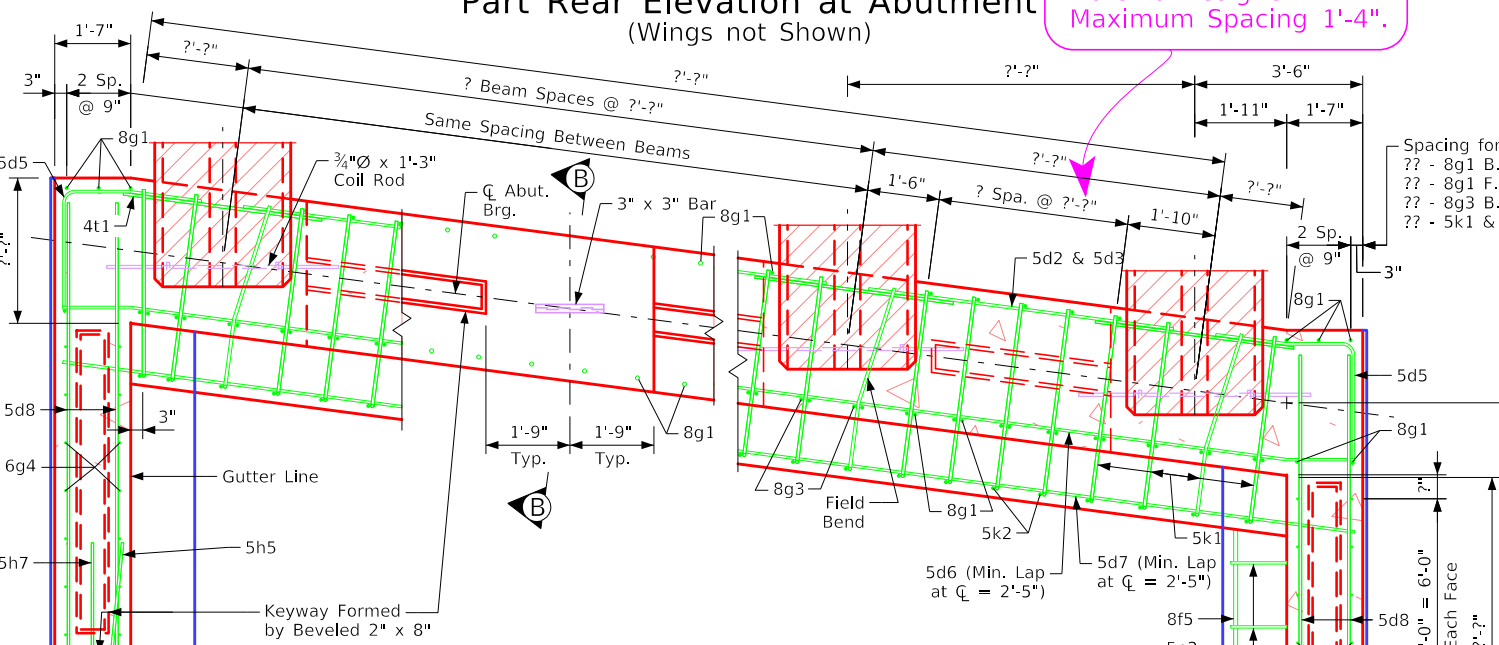 Part Rear Elevation at Abutment
(Wings not Shown)
Maximum Spacing 1'-4".
1'-7"
?'-?"
?'-?"
?'-?"
3'-6"
3"
2 Sp.
@ 9"
? Beam Spaces @ ?'-?"
1'-11"
1'-7"
Same Spacing Between Beams
8g1
5d5
¾"Ø x 1'-3"
Coil Rod
℄ Abut.
Brg.
B
3" x 3" Bar
8g1
1'-6"
? Spa. @ ?'-?"
?'-?"
1'-10"
?'-?"
2 Sp.
@ 9"
3"
Spacing for
?? - 8g1 B.
?? - 8g1 F.
?? - 8g3 B.
?? - 5k1 &
4t1
?'-?"
5d2 & 5d3
8g1
5d5
5d8
3"
6g4
Gutter Line
1'-9"
Typ.
1'-9"
Typ.
8g1
B
8g3
Field
Bend
8g1
5k2
5k1
8g1
?"
5h7
5h5
5d6 (Min. Lap
at ℄ = 2'-5")
5d7 (Min. Lap
at ℄ = 2'-5")
Keyway Formed
by Beveled 2" x 8"
8f5
5d8
'-0" = 6'-0"
Each Face
?'-?"